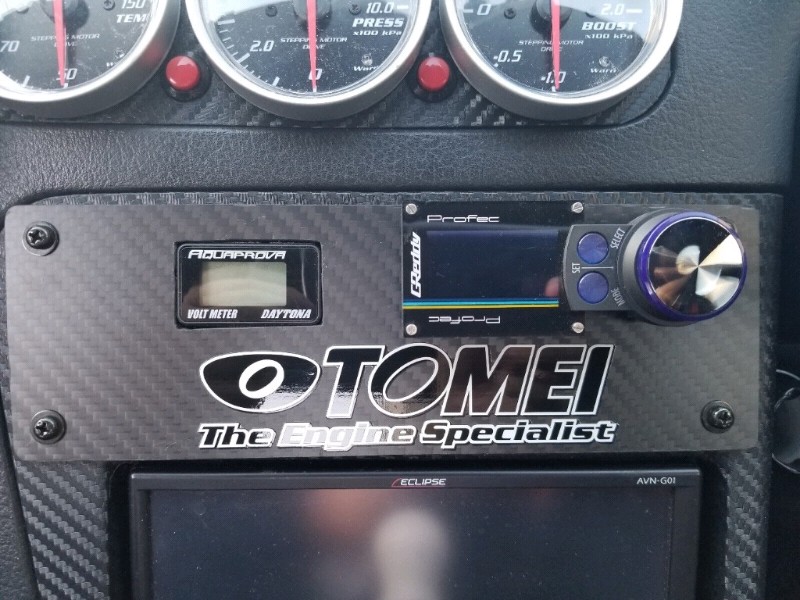 150
TEMP
70
STEPPING MOTOR
DRIVE
50
10.0
PRESS
x100 kPa
2.0
STEPPING MOTOR
DRIVE
0
Warn
0
2.0
BOOST
x100 kPa
-0.5
STEPPING MOTOR
DRIVE
-1.0
Warn
AQUAPROVA
VOLT METER DAYTONA
Profec
GReddy
Profec
SELECT
SET
MODE
TOMEI
The Engine Specialist
ECLIPSE
AVN-G01